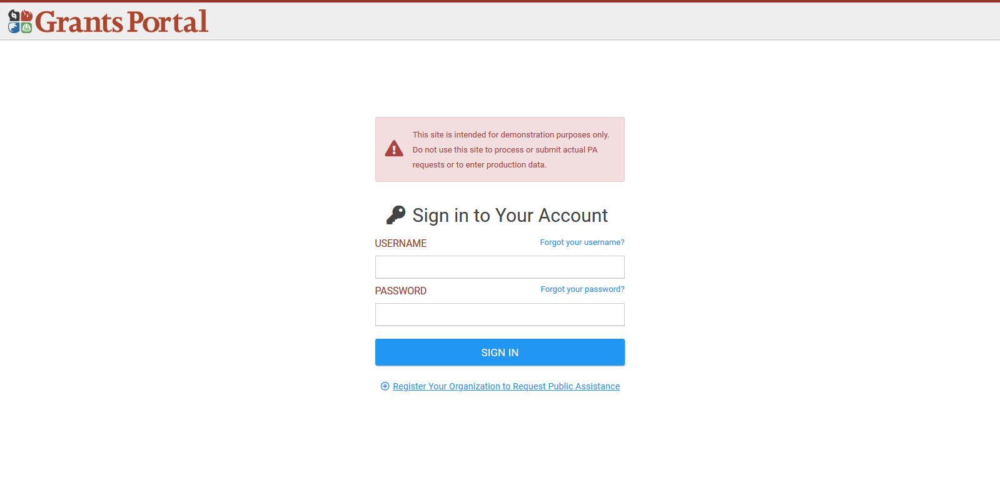 Grants Portal
This site is intended for demonstration purposes only.
Do not use this site to process or submit actual PA
requests or to enter production data.
Sign in to Your Account
USERNAME
Forgot your username?
PASSWORD
Forgot your password?
SIGN IN
Register Your Organization to Request Public Assistance